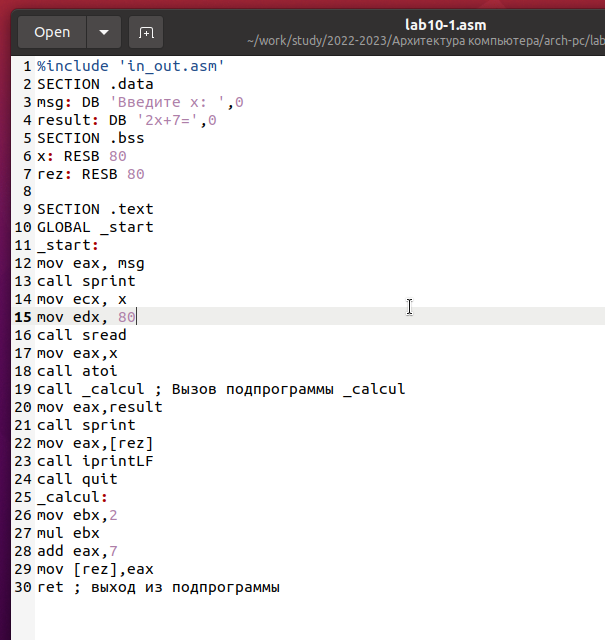 Open
lab10-1.asm
~/work/study/2022-2023/Архитектура компьютера/arch-pc/lab
1 %include 'in_out.asm'
2 SECTION .data
3 msg: DB 'Введите x: ',0
4 result: DB '2x+7=',0
5 SECTION .bss
6 x: RESB 80
7 rez: RESB 80
8
9 SECTION .text
10 GLOBAL _start
11 _start:
12 mov eax, msg
13 call sprint
14 mov ecx, x
15 mov edx, 80
16 call sread
17 mov eax,x
18 call atoi
19 call _calcul ; Вызов подпрограммы _calcul
20 mov eax,result
21 call sprint
22 mov eax,[rez]
23 call iprintLF
24 call quit
25 _calcul:
26 mov ebx,2
27 mul ebx
28 add eax,7
29 mov [rez],eax
30 ret ; выход из подпрограммы